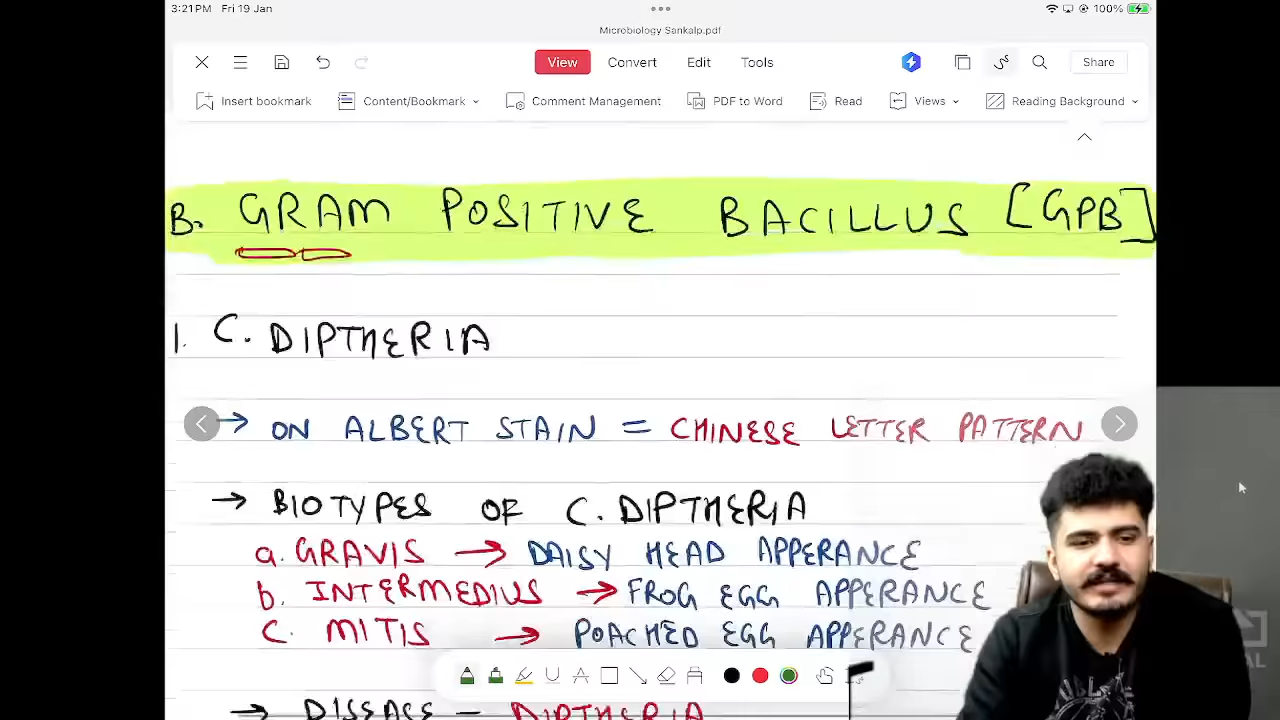 3:21 PM Fri 19 Jan
100%
Microbiology Sankalp.pdf
View Convert Edit Tools
Share
Insert bookmark Content/Bookmark Comment Management PDF to Word Read Views Reading Background
B. GRAM POSITIVE BACILLUS [GPB]
1. C. DIPTHERIA
→ ON ALBERT STAIN = CHINESE LETTER PATTERN
→ BIOTYPES OF C. DIPTHERIA
a. GRAVIS → DAISY HEAD APPERANCE
b. INTERMEDIUS → FROG EGG APPERANCE
C. MITIS → POACHED EGG APPERANCE
→ DISEASE - DIPTHERIA